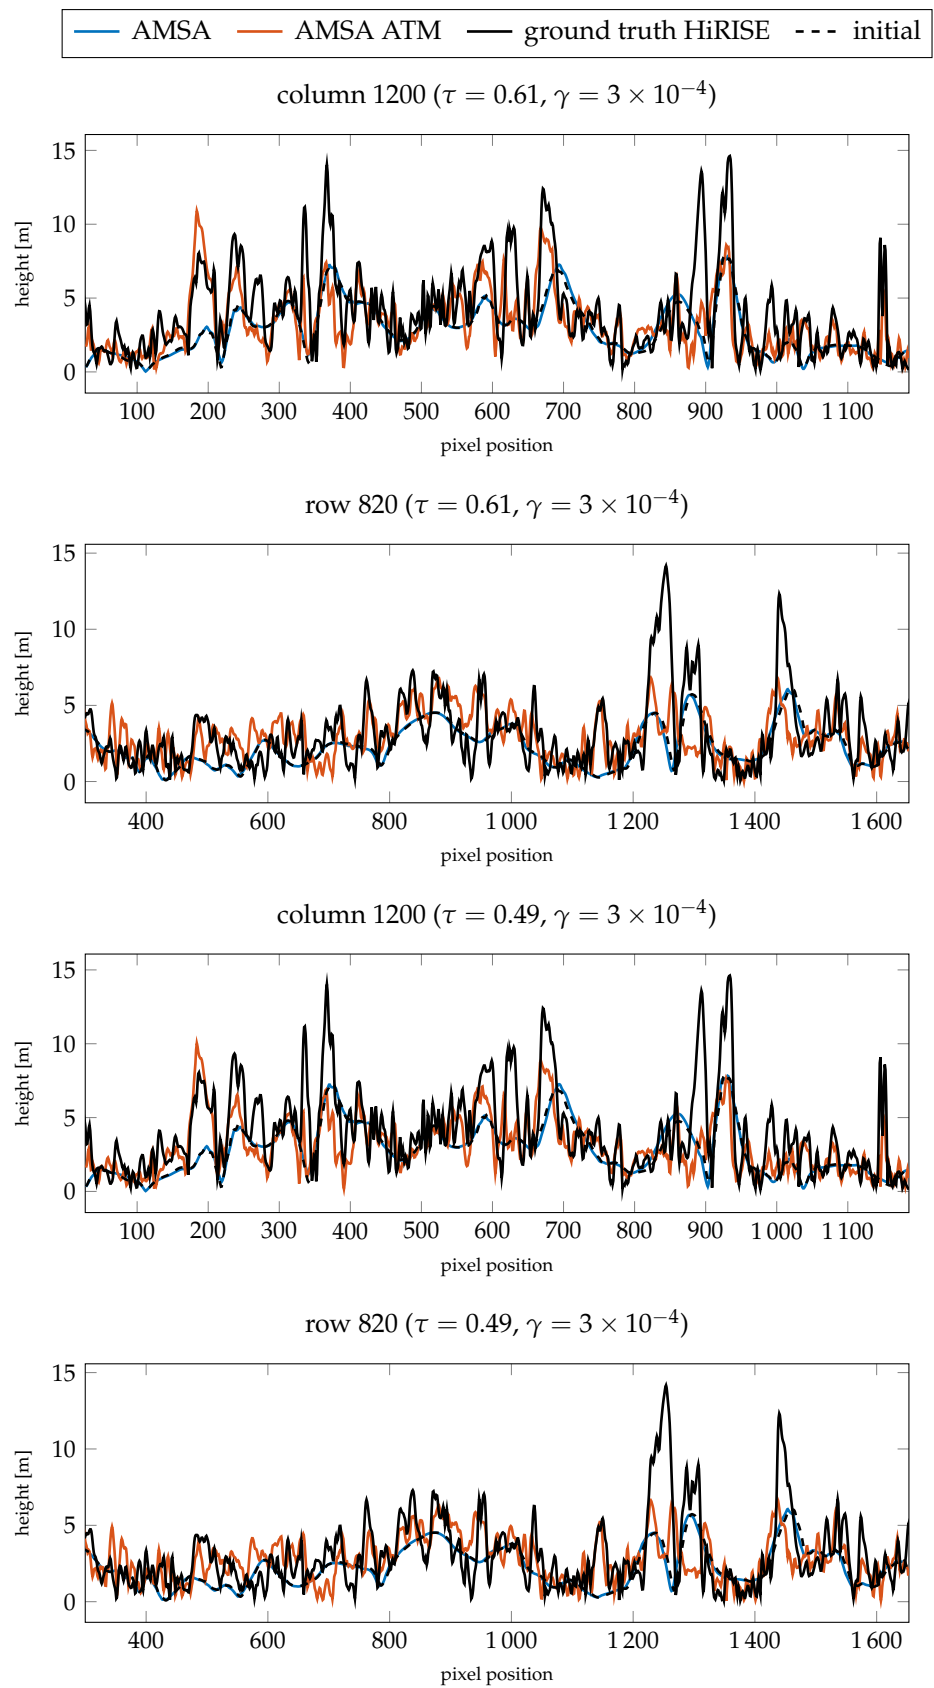 AMSA AMSA ATM ground truth HiRISE initial
column 1200 (τ = 0.61, γ = 3 × 10⁻⁴)
15
10
5
0
height [m]
100 200 300 400 500 600 700 800 900 1 000 1 100
pixel position
row 820 (τ = 0.61, γ = 3 × 10⁻⁴)
15
10
5
0
height [m]
400 600 800 1 000 1 200 1 400 1 600
pixel position
column 1200 (τ = 0.49, γ = 3 × 10⁻⁴)
15
10
5
0
height [m]
100 200 300 400 500 600 700 800 900 1 000 1 100
pixel position
row 820 (τ = 0.49, γ = 3 × 10⁻⁴)
15
10
5
0
height [m]
400 600 800 1 000 1 200 1 400 1 600
pixel position